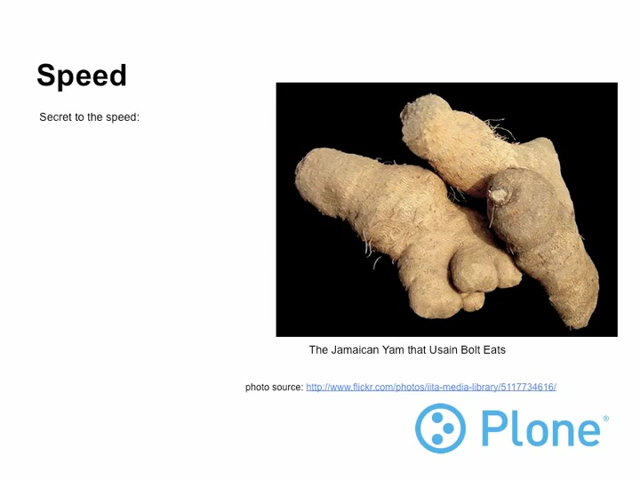 Speed
Secret to the speed:
The Jamaican Yam that Usain Bolt Eats
photo source: http://www.flickr.com/photos/iita-media-library/5117734616/
Plone®